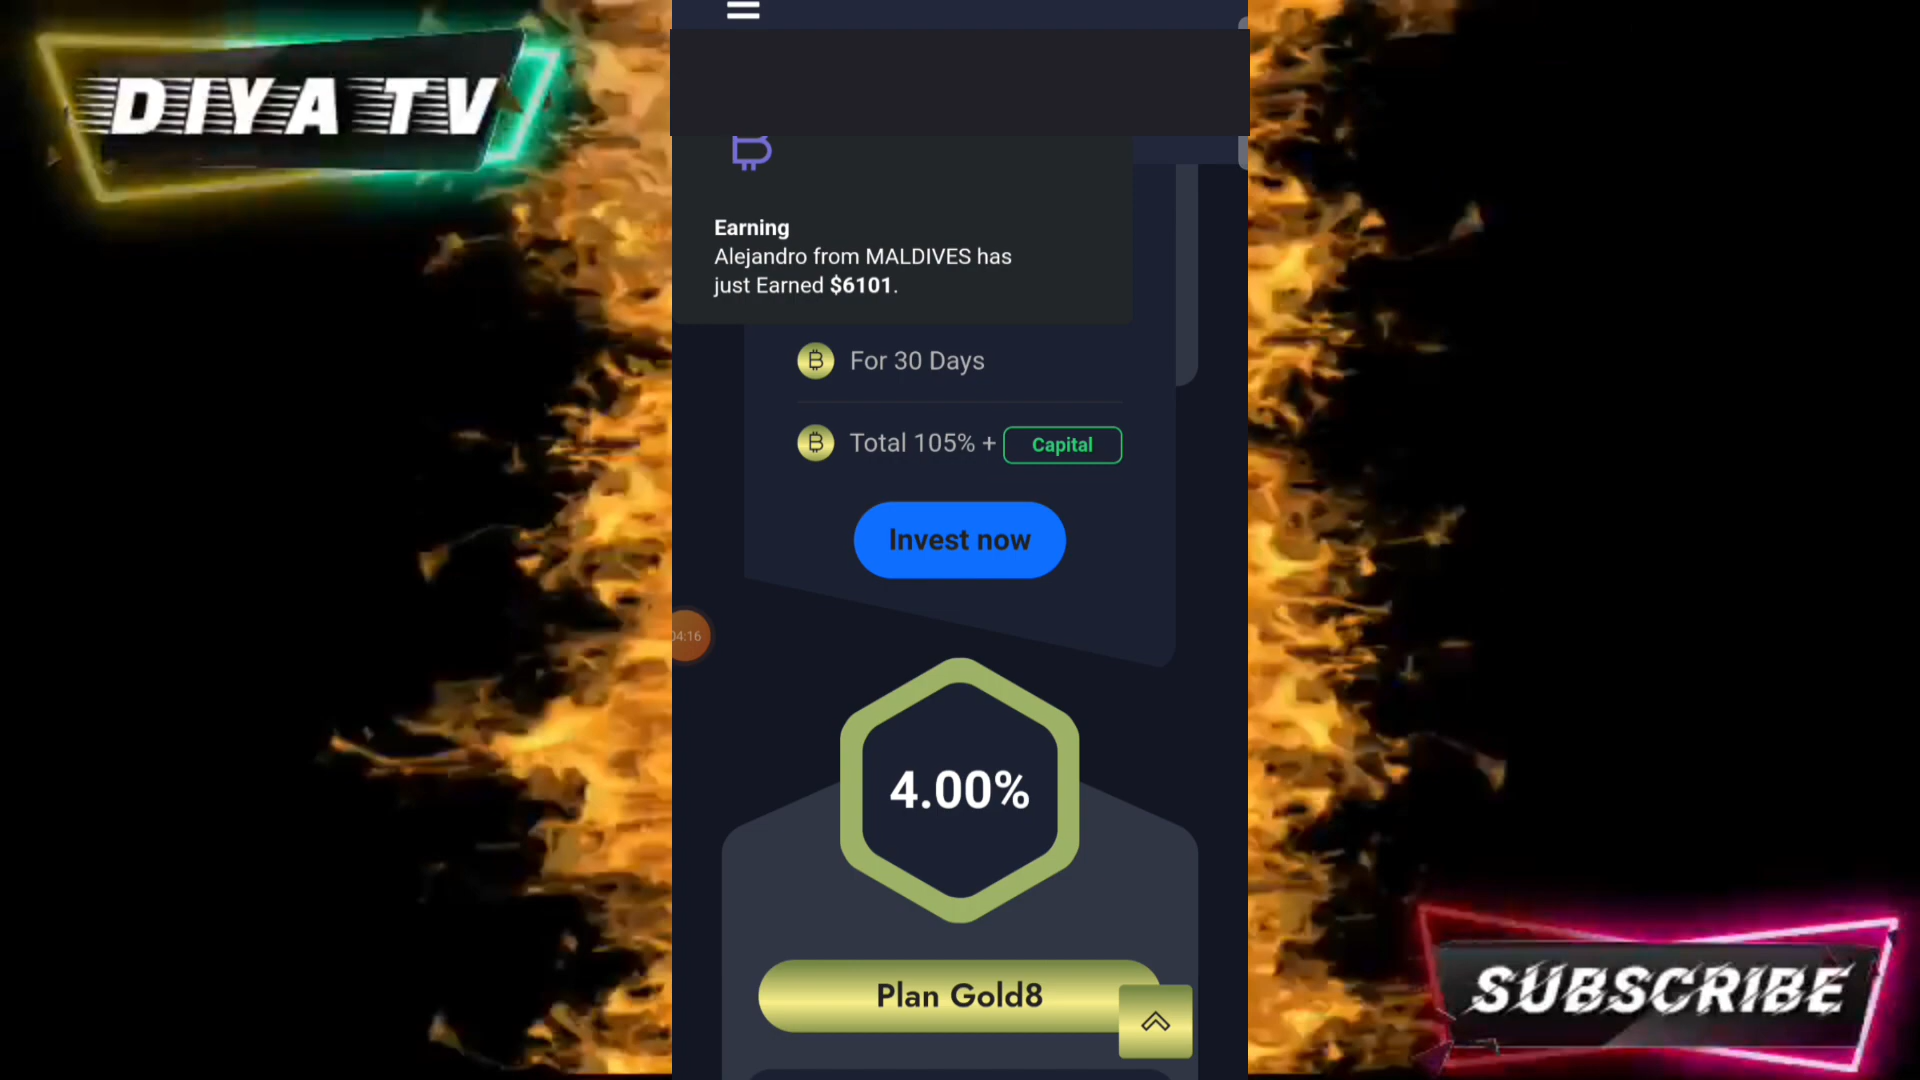 DIYA TV
Earning
Alejandro from MALDIVES has
just Earned $6101.
For 30 Days
Total 105% + Capital
Invest now
04:16
4.00%
Plan Gold8
SUBSCRIBE